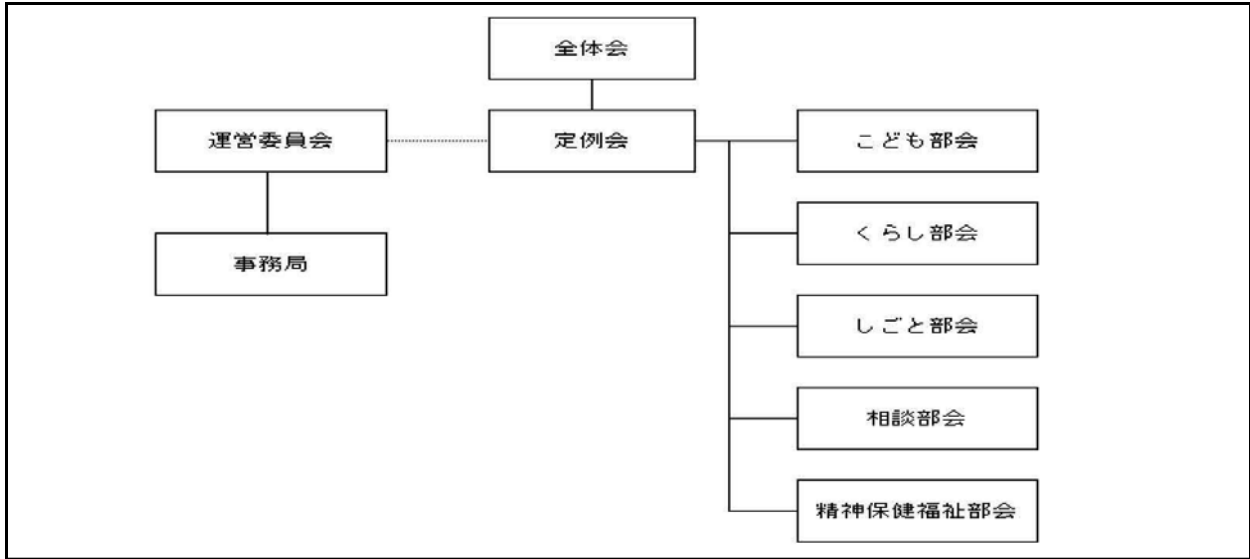 全体会
運営委員会
定例会
こども部会
くらし部会
事務局
しごと部会
相談部会
精神保健福祉部会